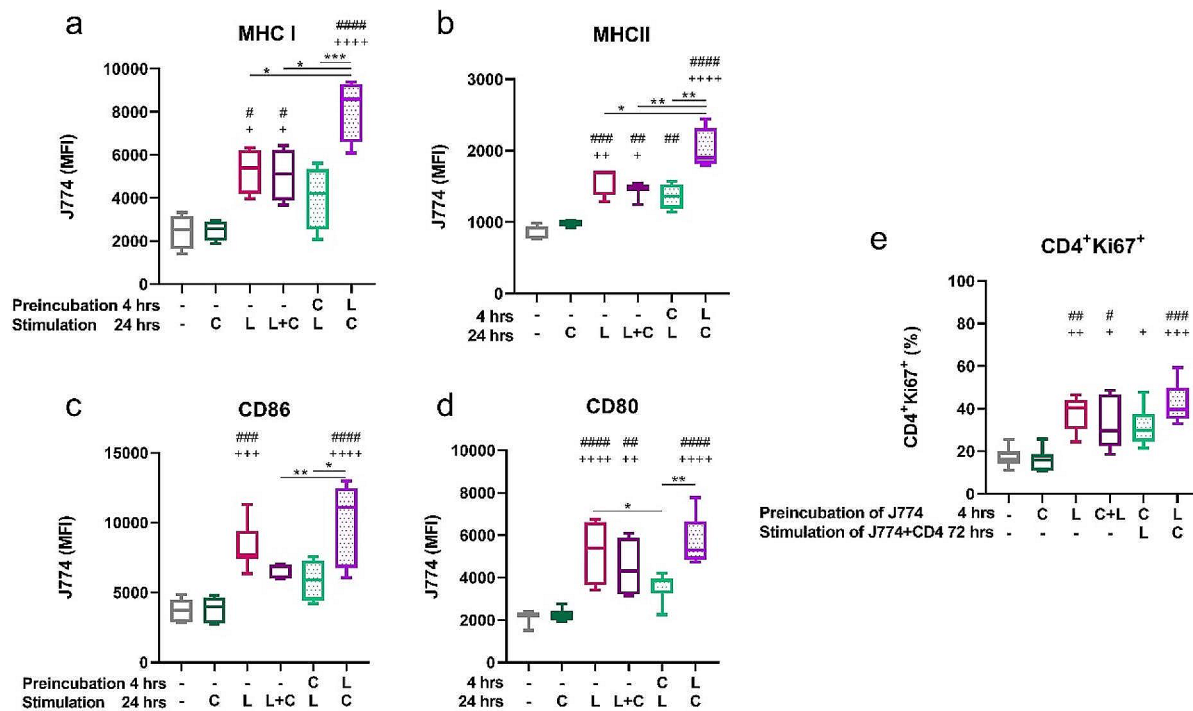 a
MHC I
####
++++
***
*
*
#
#
+
+
10000
8000
6000
4000
2000
0
J774 (MFI)
Preincubation 4 hrs - - - - C L
Stimulation 24 hrs - C L L+C L C
b
MHCII
####
++++
**
**
*
###
##
##
++
+
3000
2000
1000
0
J774 (MFI)
4 hrs - - - - C L
24 hrs - C L L+C L C
c
CD86
###
+++
####
++++
*
**
15000
10000
5000
0
J774 (MFI)
Preincubation 4 hrs - - - - C L
Stimulation 24 hrs - C L L+C L C
d
CD80
####
##
####
++++
++
++++
**
*
10000
8000
6000
4000
2000
0
J774 (MFI)
4 hrs - - - - C L
24 hrs - C L L+C L C
e
CD4+Ki67+
##
#
###
++
+
+
+++
100
80
60
40
20
0
CD4+Ki67+ (%)
Preincubation of J774 4 hrs - C L C+L C L
Stimulation of J774+CD4 72 hrs - - - - L C